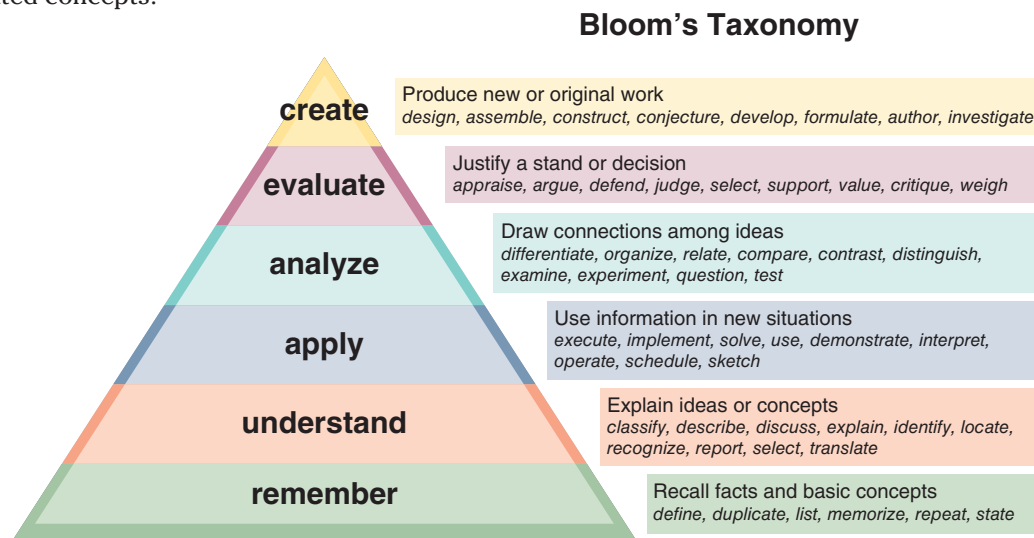 concepts.
Bloom's Taxonomy
create
Produce new or original work
design, assemble, construct, conjecture, develop, formulate, author, investigate
evaluate
Justify a stand or decision
appraise, argue, defend, judge, select, support, value, critique, weigh
analyze
Draw connections among ideas
differentiate, organize, relate, compare, contrast, distinguish,
examine, experiment, question, test
apply
Use information in new situations
execute, implement, solve, use, demonstrate, interpret,
operate, schedule, sketch
understand
Explain ideas or concepts
classify, describe, discuss, explain, identify, locate,
recognize, report, select, translate
remember
Recall facts and basic concepts
define, duplicate, list, memorize, repeat, state